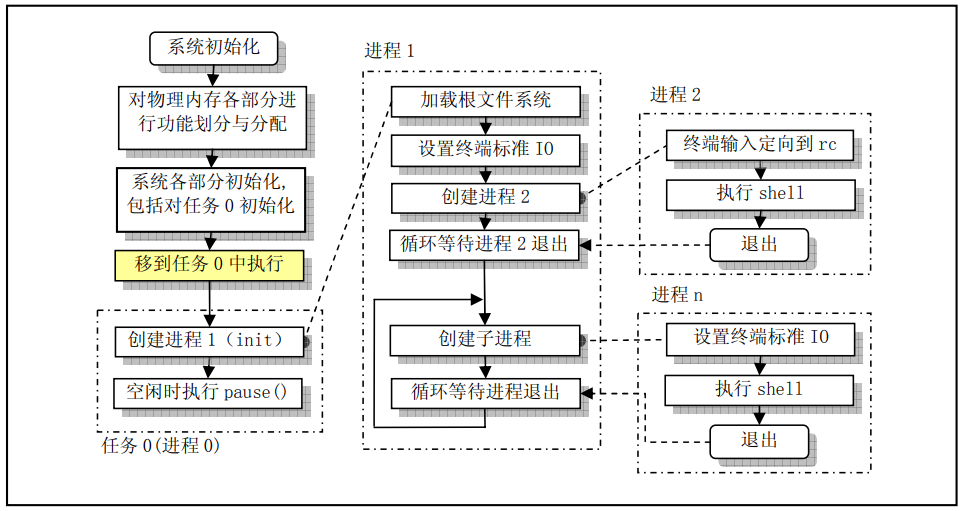 系统初始化
对物理内存各部分进
行功能划分与分配
系统各部分初始化,
包括对任务 0 初始化
移到任务 0 中执行
创建进程 1（init）
空闲时执行 pause()
任务 0(进程 0)
进程 1
加载根文件系统
设置终端标准 IO
创建进程 2
循环等待进程 2 退出
创建子进程
循环等待进程退出
进程 2
终端输入定向到 rc
执行 shell
退出
进程 n
设置终端标准 IO
执行 shell
退出